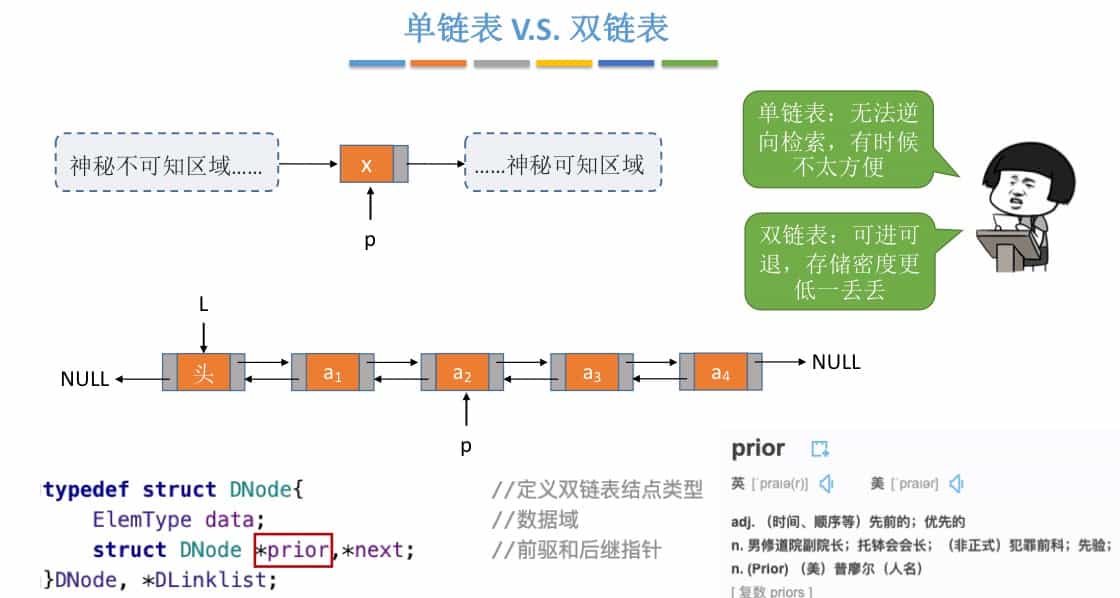 单链表 V.S. 双链表
神秘不可知区域……
x
……神秘可知区域
p
单链表：无法逆
向检索，有时候
不太方便
双链表：可进可
退，存储密度更
低一丢丢
L
NULL
头
a1
a2
a3
a4
NULL
p
typedef struct DNode{ //定义双链表结点类型
ElemType data; //数据域
struct DNode *prior,*next; //前驱和后继指针
}DNode, *DLinklist;
prior
英 [ˈpraɪə(r)] 美 [ˈpraɪər]
adj. （时间、顺序等）先前的；优先的
n. 男修道院副院长；托钵会会长；（非正式）犯罪前科；先验；
n. (Prior) （美）普廖尔（人名）
[ 复数 priors ]